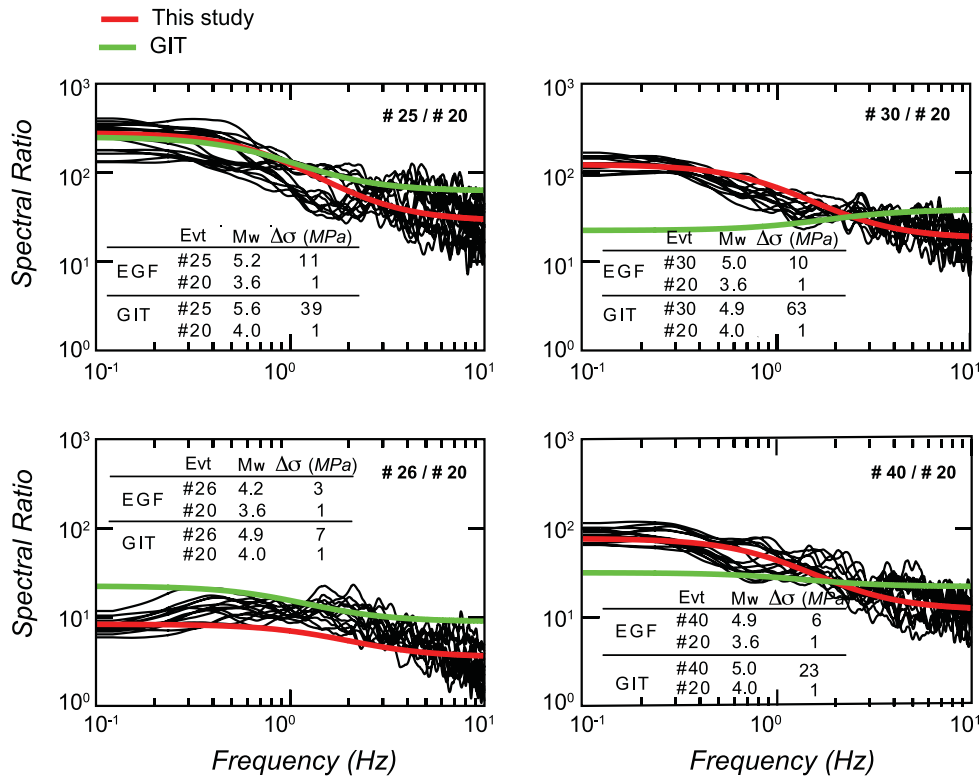 This study
GIT
Spectral Ratio
10³
10²
10¹
10⁰
10⁻¹ 10⁰ 10¹
# 25 / # 20
Evt Mw Δσ (MPa)
EGF
#25 5.2 11
#20 3.6 1
GIT
#25 5.6 39
#20 4.0 1
10³
10²
10¹
10⁰
10⁻¹ 10⁰ 10¹
# 30 / # 20
Evt Mw Δσ (MPa)
EGF
#30 5.0 10
#20 3.6 1
GIT
#30 4.9 63
#20 4.0 1
Spectral Ratio
10³
10²
10¹
10⁰
10⁻¹ 10⁰ 10¹
# 26 / # 20
Evt Mw Δσ (MPa)
EGF
#26 4.2 3
#20 3.6 1
GIT
#26 4.9 7
#20 4.0 1
Frequency (Hz)
10³
10²
10¹
10⁰
10⁻¹ 10⁰ 10¹
# 40 / # 20
Evt Mw Δσ (MPa)
EGF
#40 4.9 6
#20 3.6 1
GIT
#40 5.0 23
#20 4.0 1
Frequency (Hz)